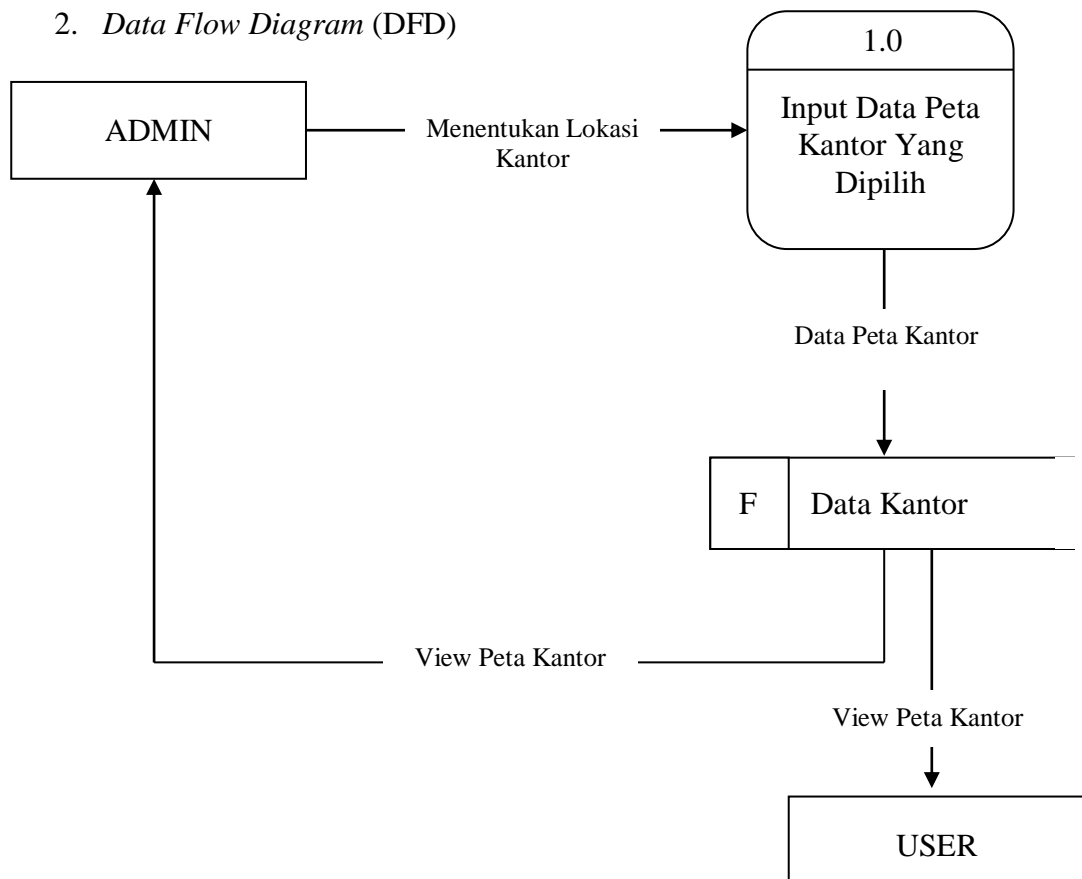 2. Data Flow Diagram (DFD)
1.0
ADMIN
Menentukan Lokasi
Kantor
Input Data Peta
Kantor Yang
Dipilih
Data Peta Kantor
F
Data Kantor
View Peta Kantor
View Peta Kantor
USER